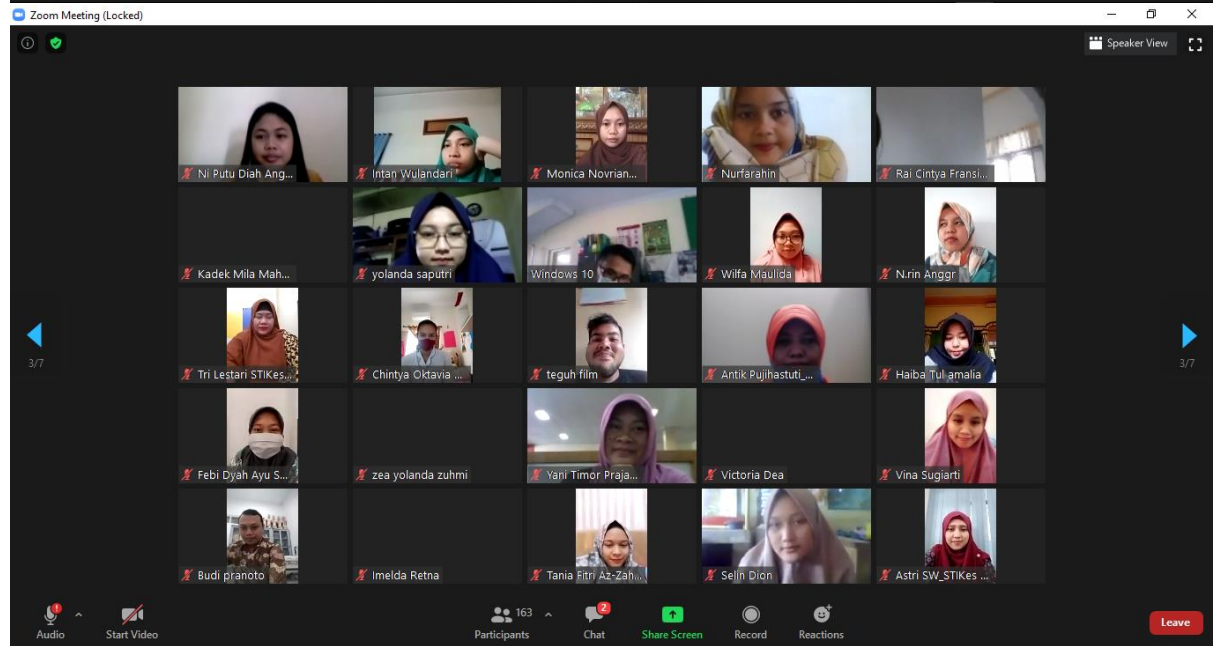 Zoom Meeting (Locked)
Speaker View
Ni Putu Diah Ang...
Intan Wulandari
Monica Novrian...
Nurfarahin
Rai Cintya Fransi...
Kadek Mila Mah...
yolanda saputri
Windows 10
Wilfa Maulida
N.rin Anggr
3/7
Tri Lestari STIKes...
Chintya Oktavia ...
teguh film
Antik Pujihastuti_...
Haiba Tul amalia
3/7
Febi Dyah Ayu S...
zea yolanda zuhmi
Yani Timor Praja...
Victoria Dea
Vina Sugiarti
Budi pranoto
Imelda Retna
Tania Fitri Az-Zah...
Selin Dion
Astri SW_STIKes ...
Audio
Start Video
163
Participants
2
Chat
Share Screen
Record
Reactions
Leave